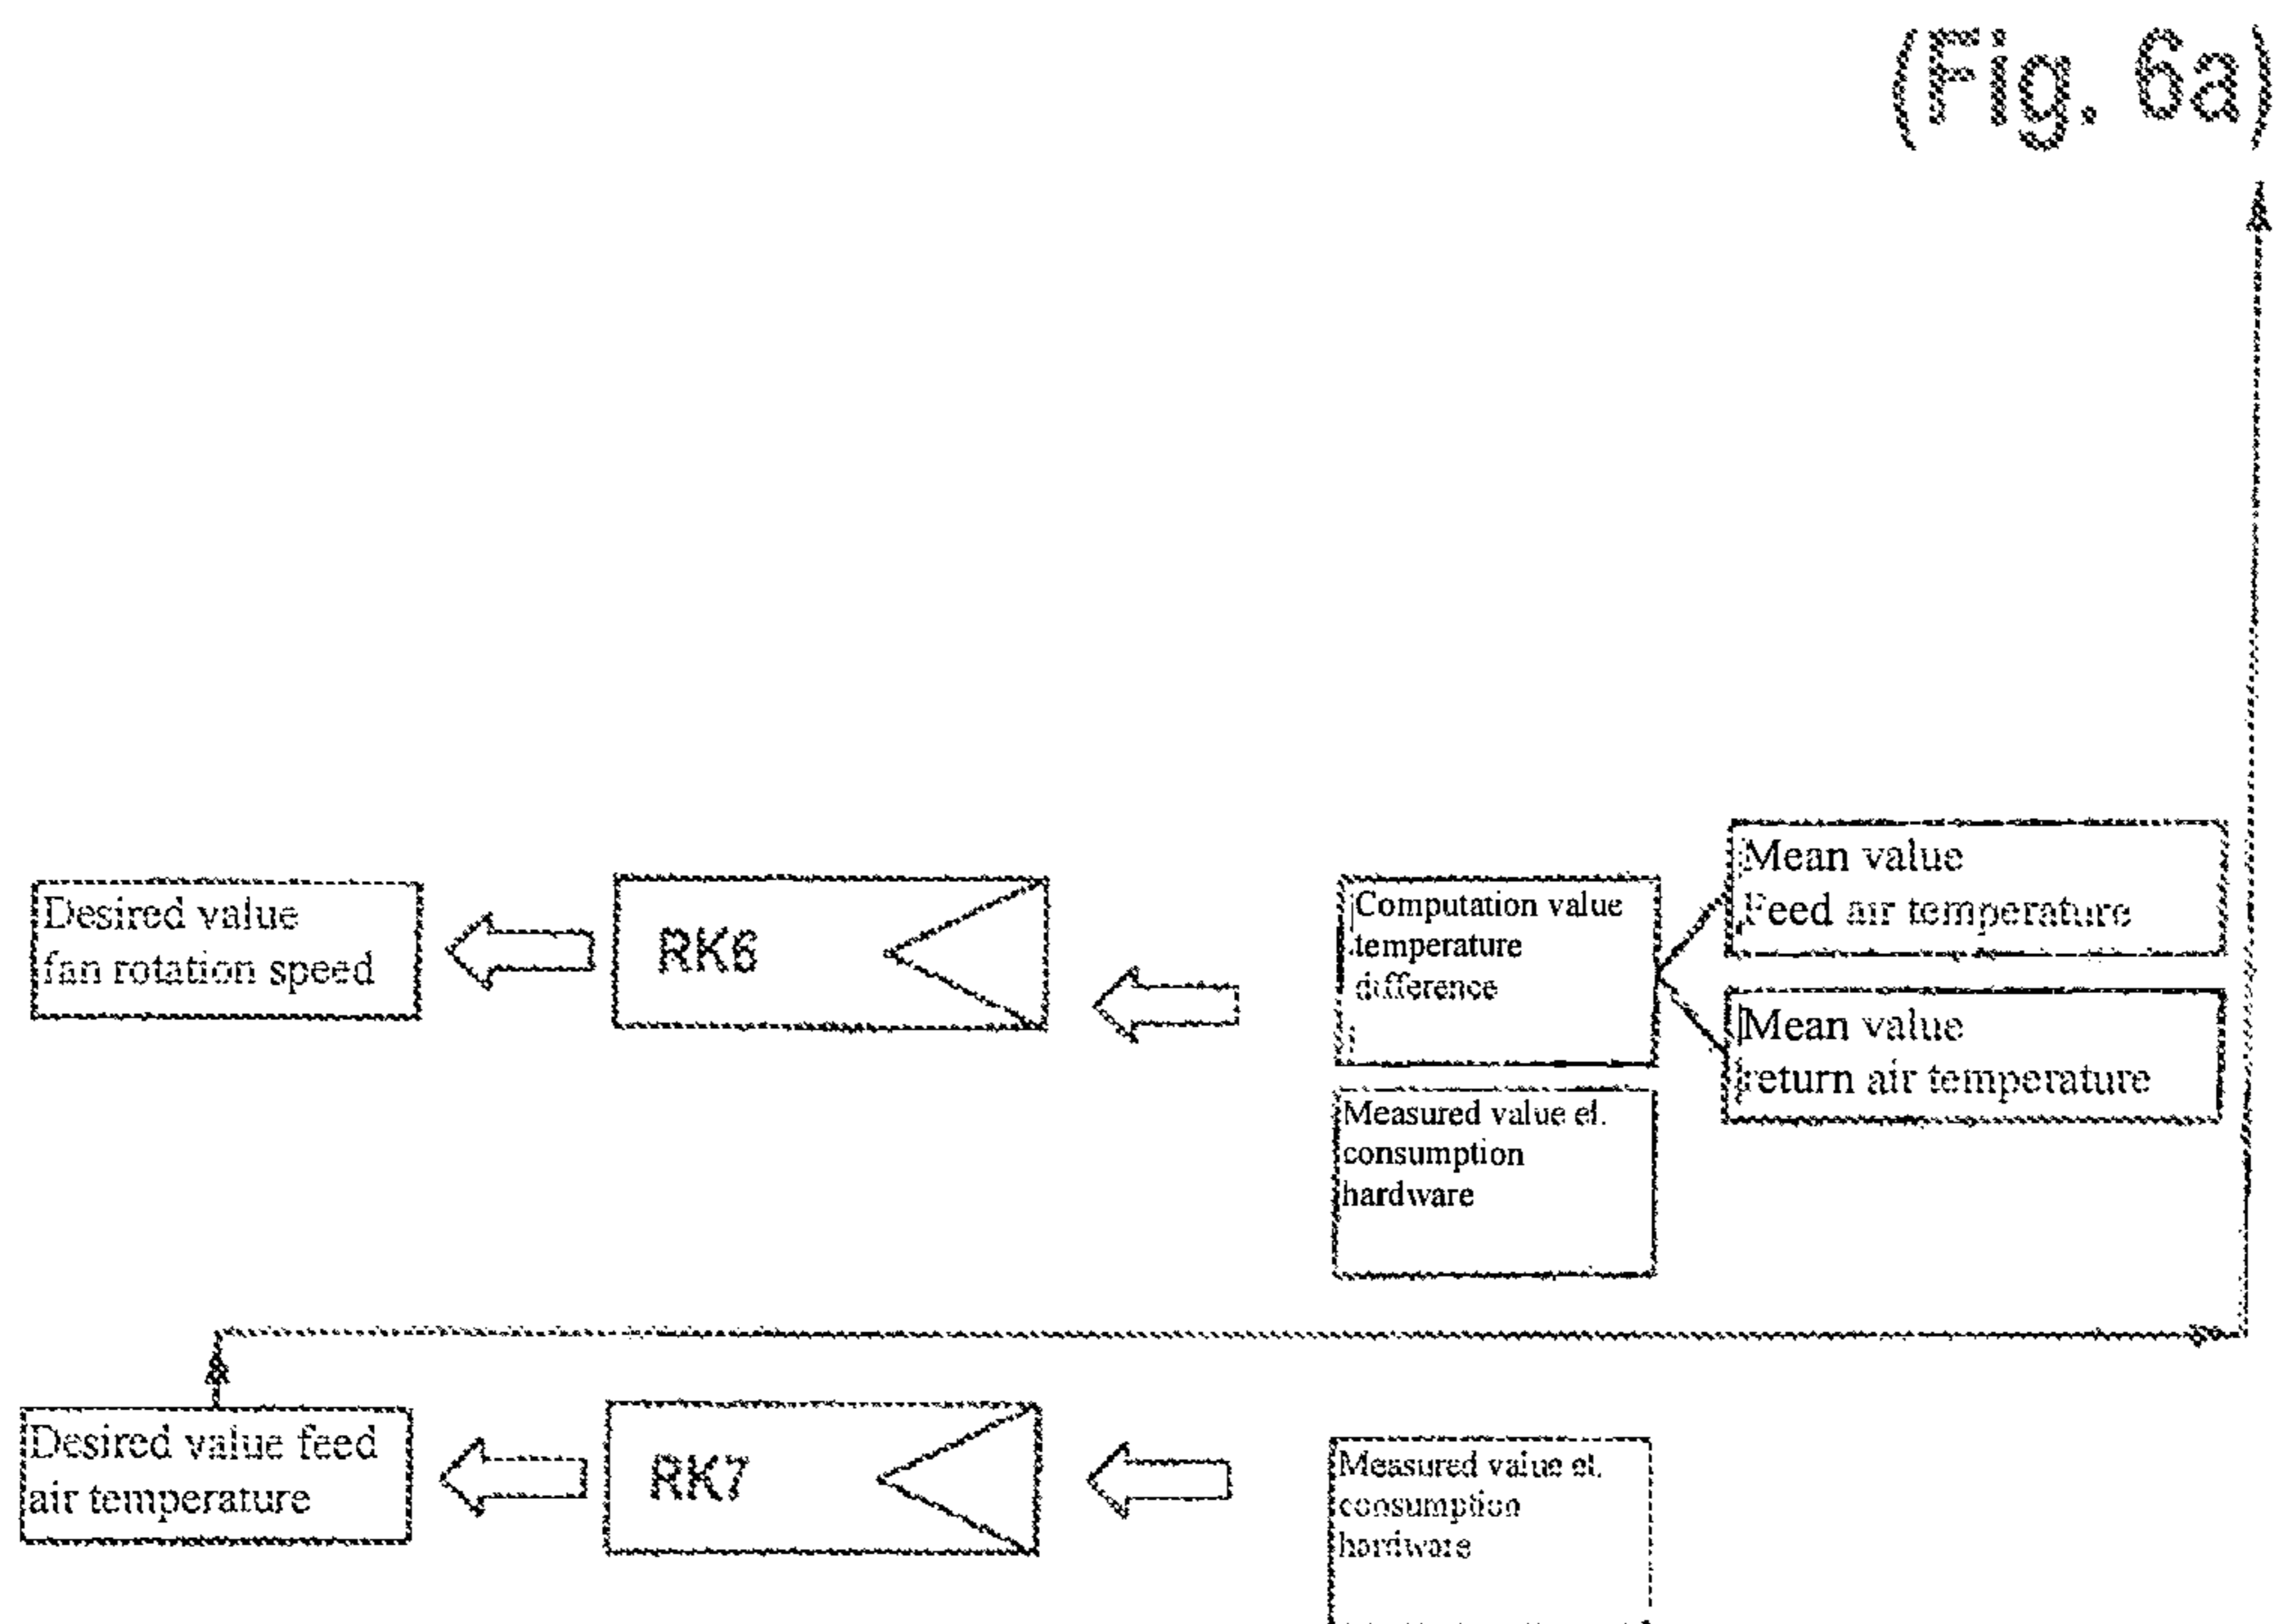 (Fig. 6a)
Desired value
fan rotation speed
RK6
Computation value
temperature
difference
Mean value
Feed air temperature
Mean value
return air temperature
Measured value el.
consumption
hardware
Desired value feed
air temperature
RK7
Measured value el.
consumption
hardware